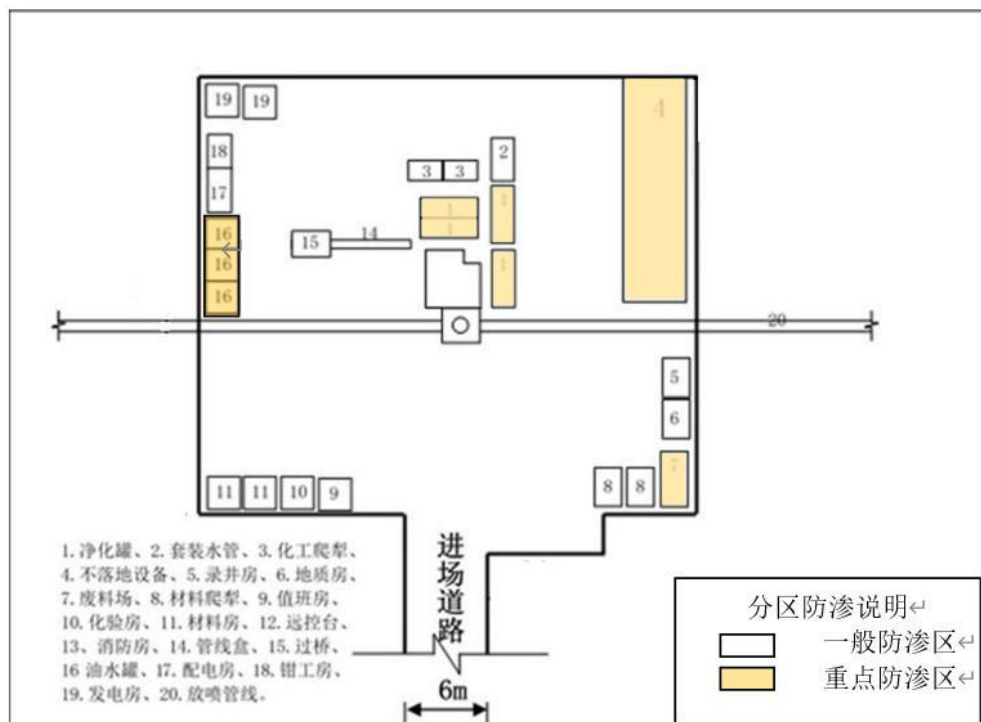 19 19
4
18
2
3 3
17
1
1
1
16
14
15
16
1
16
20
5
6
7
8 8
11 11 10 9
进场道路
6m
1. 净化罐、2. 套装水管、3. 化工爬犁、
4. 不落地设备、5. 录井房、6. 地质房、
7. 废料场、8. 材料爬犁、9. 值班房、
10. 化验房、11. 材料房、12. 远控台、
13、消防房、14. 管线盒、15. 过桥、
16 油水罐、17. 配电房、18. 钳工房、
19. 发电房、20. 放喷管线。
分区防渗说明↵
一般防渗区↵
重点防渗区↵